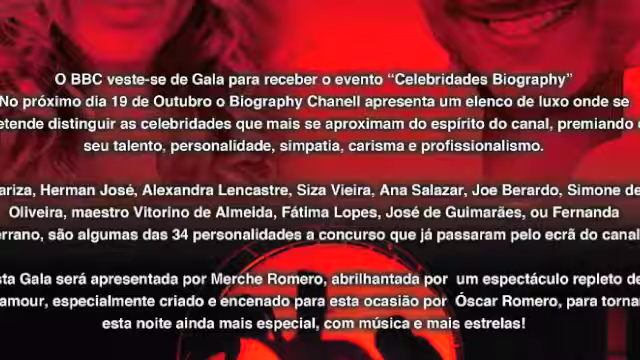 O BBC veste-se de Gala para receber o evento “Celebridades Biography”
No próximo dia 19 de Outubro o Biography Chanell apresenta um elenco de luxo onde se
etende distinguir as celebridades que mais se aproximam do espírito do canal, premiando
seu talento, personalidade, simpatia, carisma e profissionalismo.
ariza, Herman José, Alexandra Lencastre, Siza Vieira, Ana Salazar, Joe Berardo, Simone de
Oliveira, maestro Vitorino de Almeida, Fátima Lopes, José de Guimarães, ou Fernanda
errano, são algumas das 34 personalidades a concurso que já passaram pelo ecrã do canal
sta Gala será apresentada por Merche Romero, abrilhantada por um espectáculo repleto de
amour, especialmente criado e encenado para esta ocasião por Óscar Romero, para tornar
esta noite ainda mais especial, com música e mais estrelas!